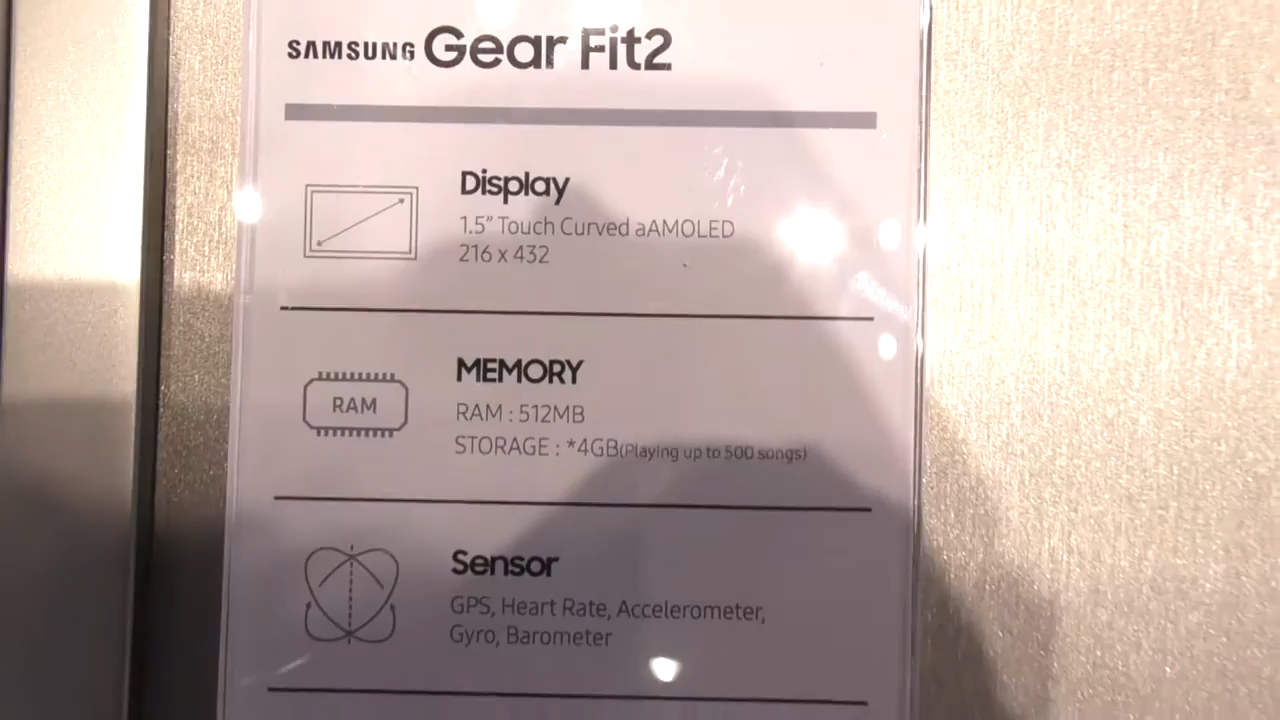 SAMSUNG Gear Fit2
Display
1.5" Touch Curved aAMOLED
216 x 432
MEMORY
RAM
RAM : 512MB
STORAGE : *4GB(Playing up to 500 songs)
Sensor
GPS, Heart Rate, Accelerometer,
Gyro, Barometer